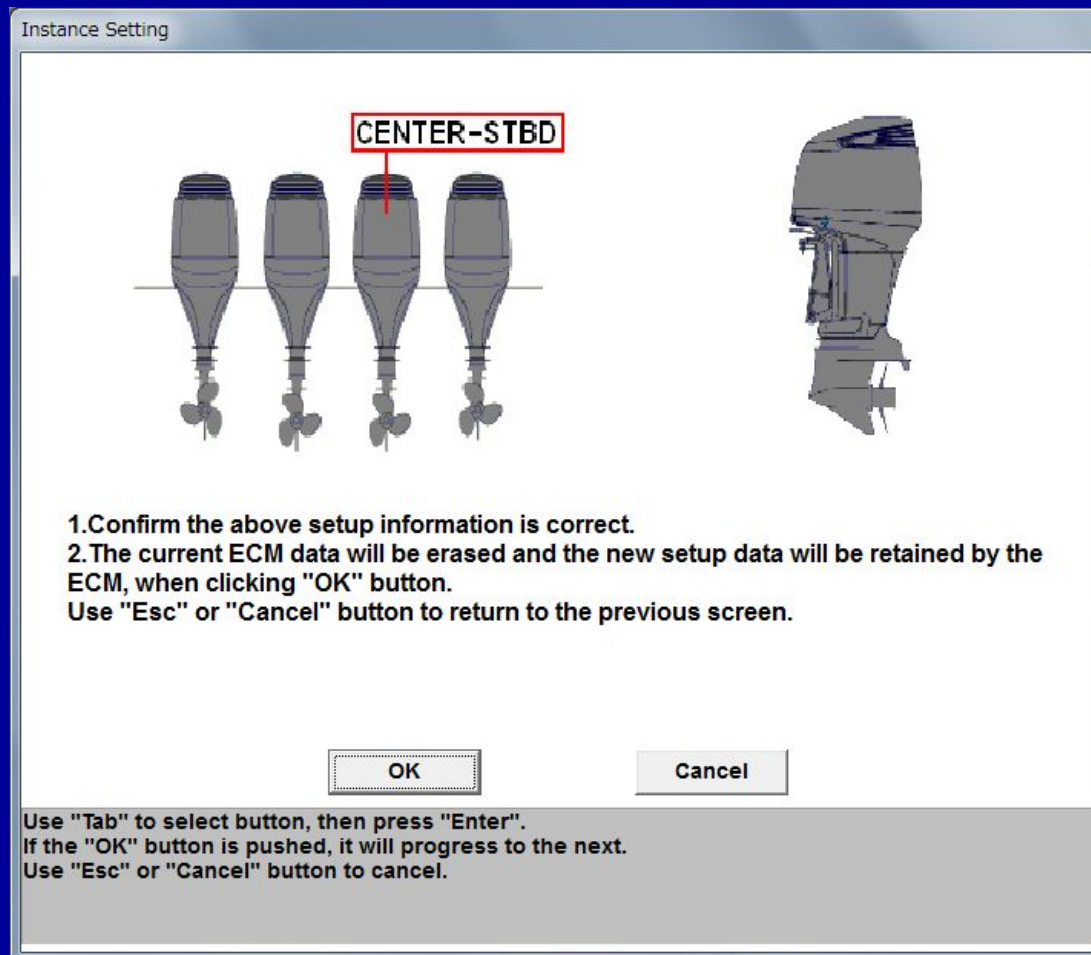 Instance Setting
CENTER-STBD
1.Confirm the above setup information is correct.
2.The current ECM data will be erased and the new setup data will be retained by the
ECM, when clicking "OK" button.
Use "Esc" or "Cancel" button to return to the previous screen.
OK
Cancel
Use "Tab" to select button, then press "Enter".
If the "OK" button is pushed, it will progress to the next.
Use "Esc" or "Cancel" button to cancel.